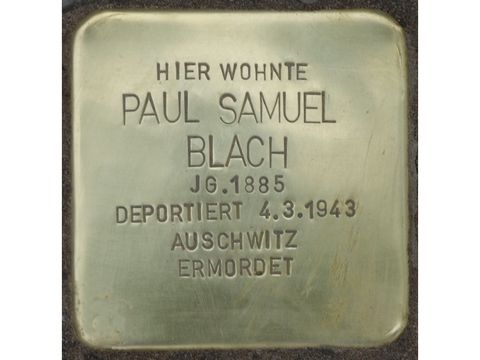 HIER WOHNTE
PAUL SAMUEL
BLACH
JG.1885
DEPORTIERT 4.3.1943
AUSCHWITZ
ERMORDET